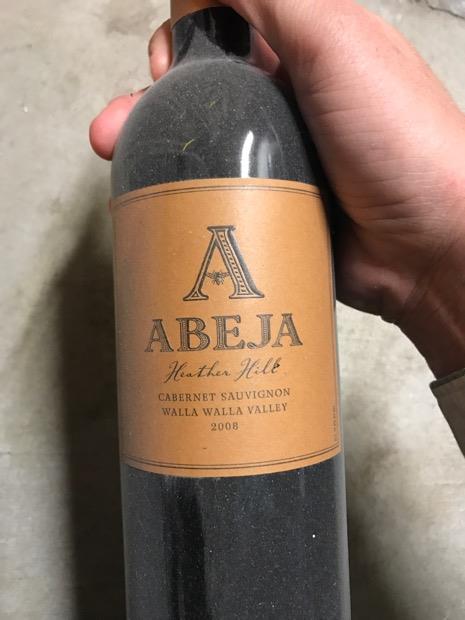 A
ABEJA
Heather Hill
CABERNET SAUVIGNON
WALLA WALLA VALLEY
2008